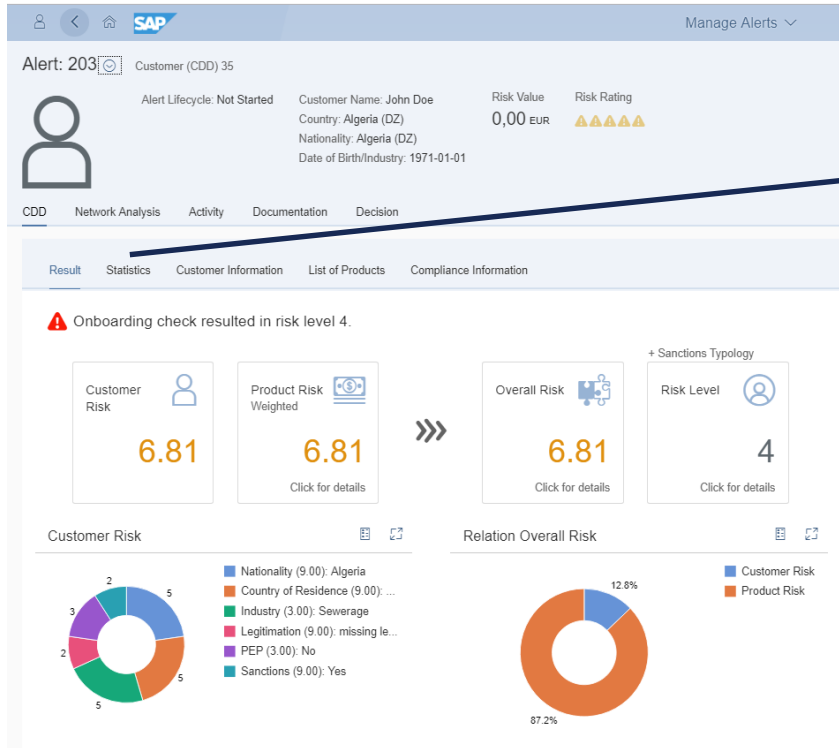 SAP
Manage Alerts
Alert: 203
Customer (CDD) 35
Alert Lifecycle: Not Started
Customer Name: John Doe
Country: Algeria (DZ)
Nationality: Algeria (DZ)
Date of Birth/Industry: 1971-01-01
Risk Value
0,00 EUR
Risk Rating
CDD Network Analysis Activity Documentation Decision
Result Statistics Customer Information List of Products Compliance Information
Onboarding check resulted in risk level 4.
Customer
Risk
6.81
Product Risk
Weighted
6.81
Click for details
Overall Risk
6.81
Click for details
+ Sanctions Typology
Risk Level
4
Click for details
Customer Risk
2
5
3
2
5
5
Nationality (9.00): Algeria
Country of Residence (9.00): ...
Industry (3.00): Sewerage
Legitimation (9.00): missing le...
PEP (3.00): No
Sanctions (9.00): Yes
Relation Overall Risk
12.8%
87.2%
Customer Risk
Product Risk